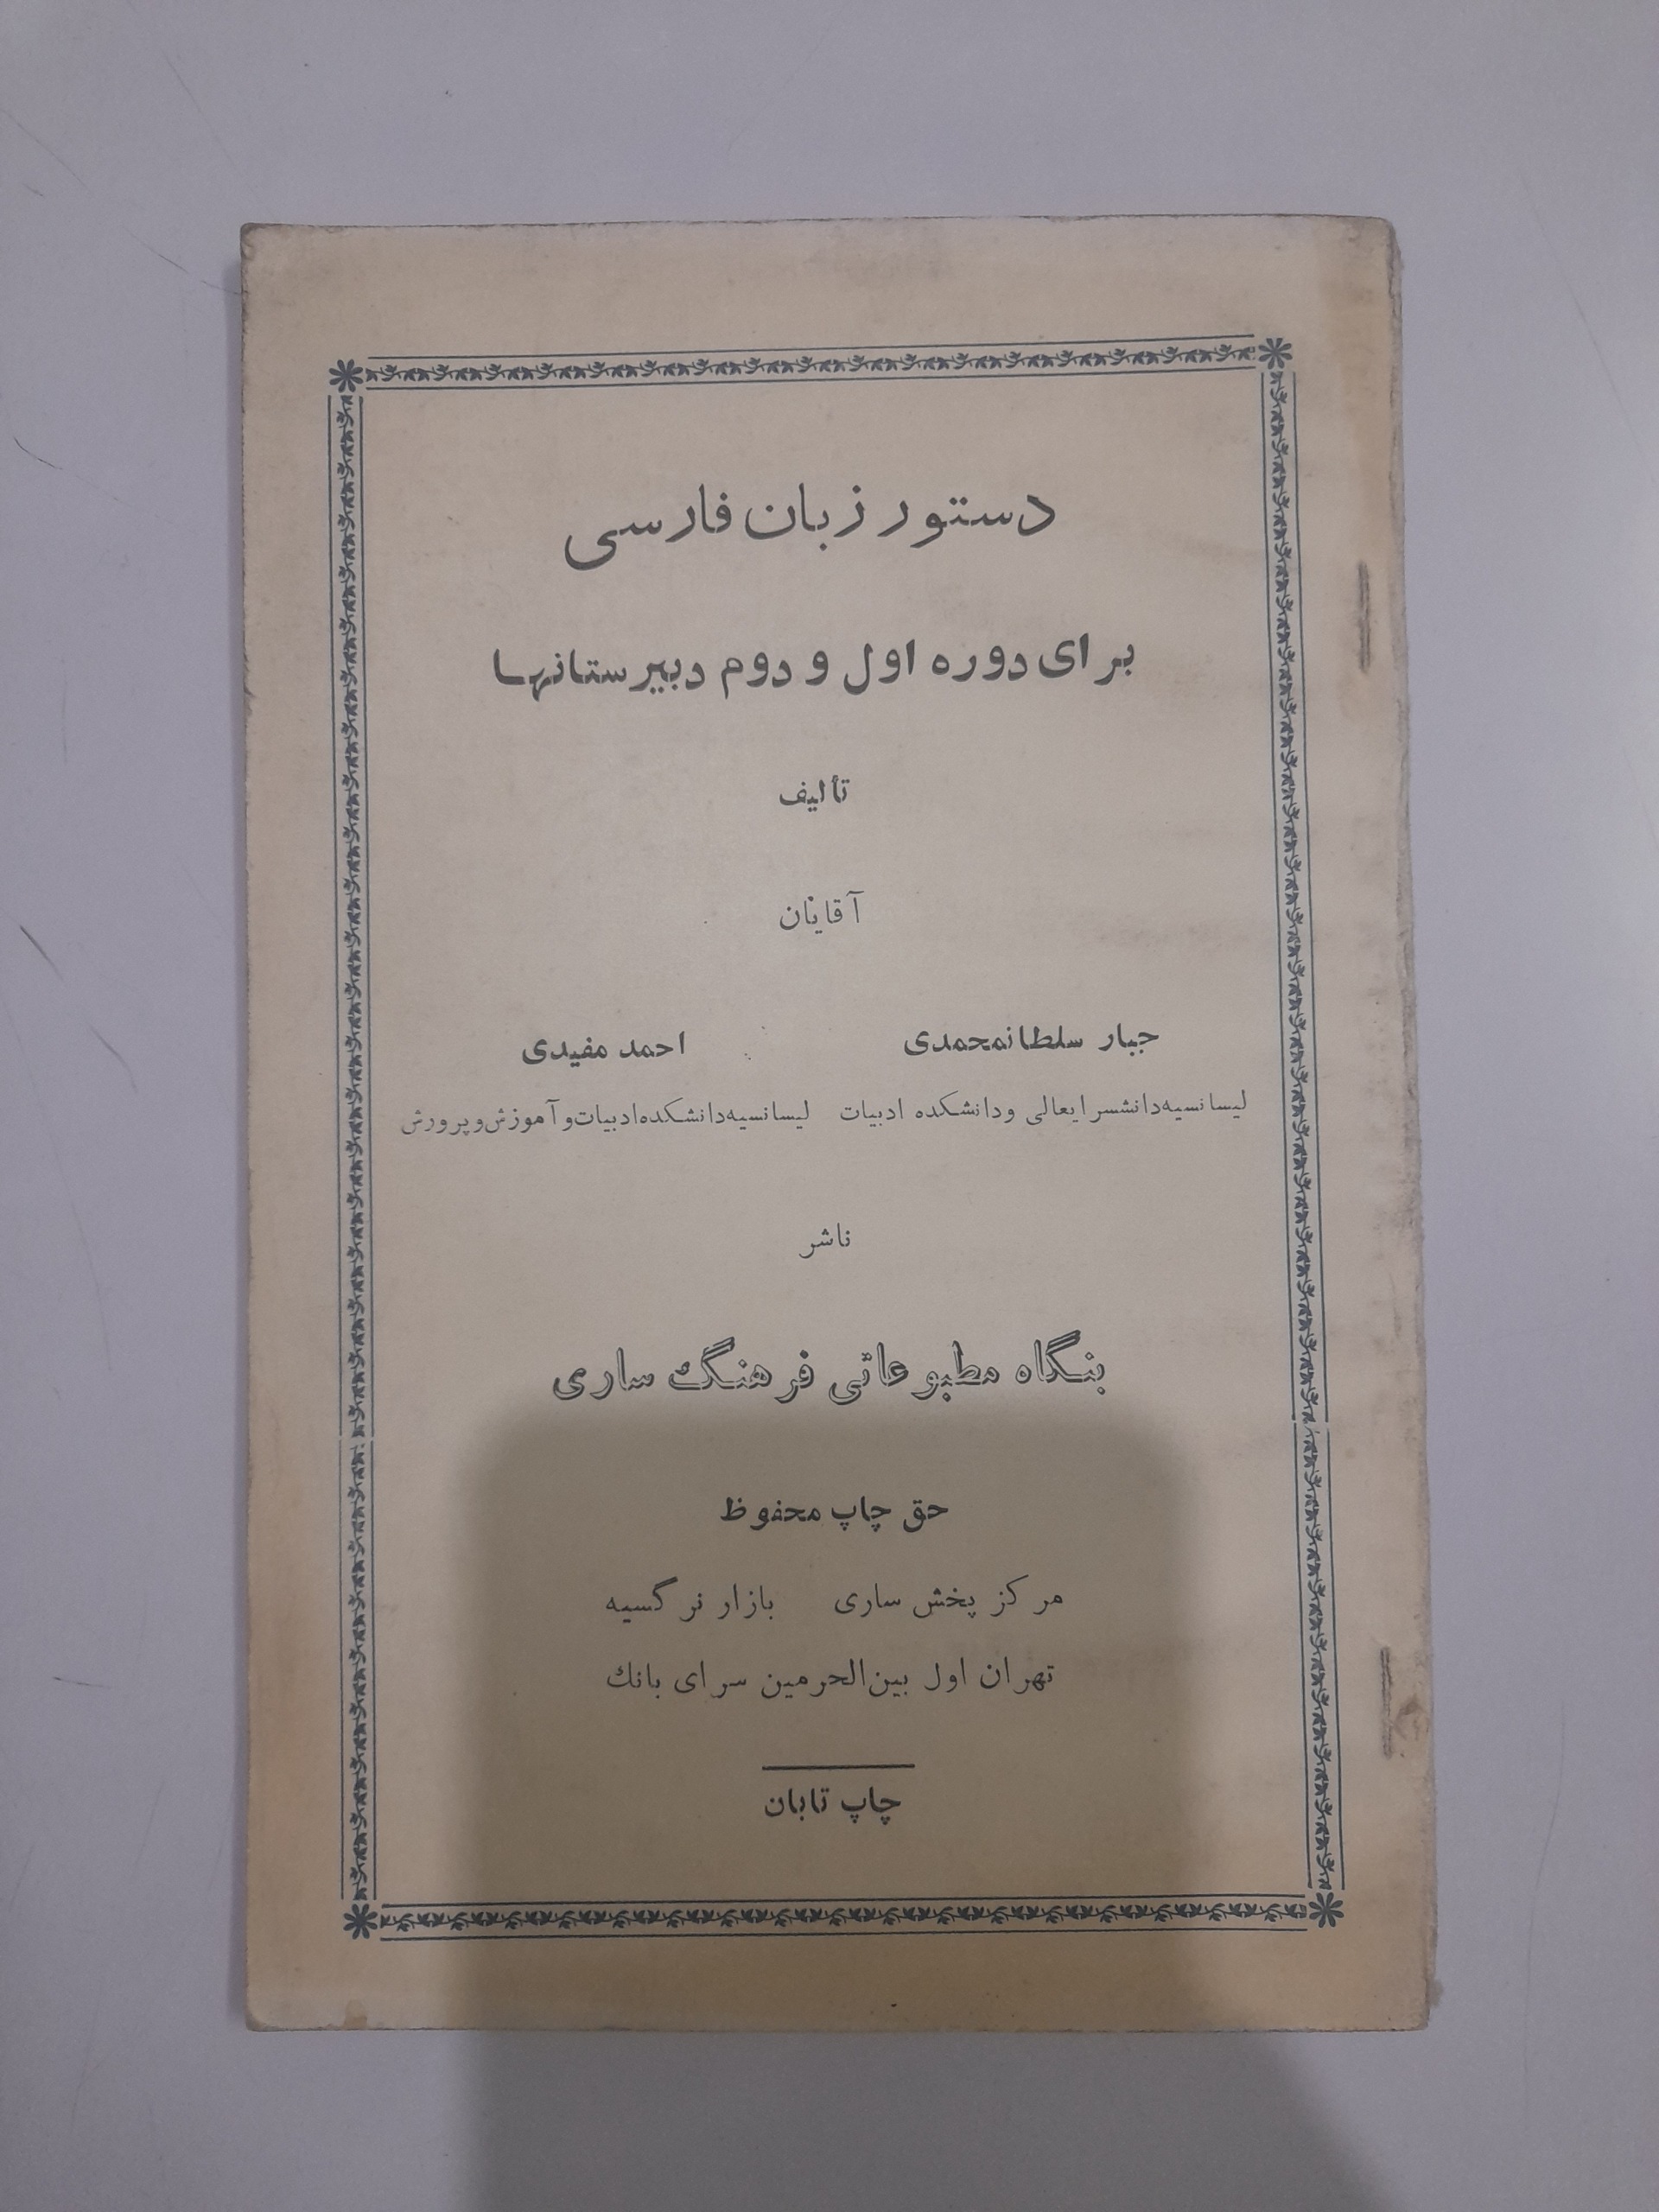 دستور زبان فارسی
برای دوره اول و دوم دبیرستانها
تألیف
آقایان
جبار سلطانمحمدی احمد مفیدی
لیسانسیه‌دانشسرایعالی ودانشکده ادبیات لیسانسیه‌دانشکده‌ادبیات‌وآموزش‌وپرورش
ناشر
بنگاه مطبوعاتی فرهنگ ساری
حق چاپ محفوظ
مرکز پخش ساری بازار نرگسیه
تهران اول بین‌الحرمین سرای بانک
چاپ تابان